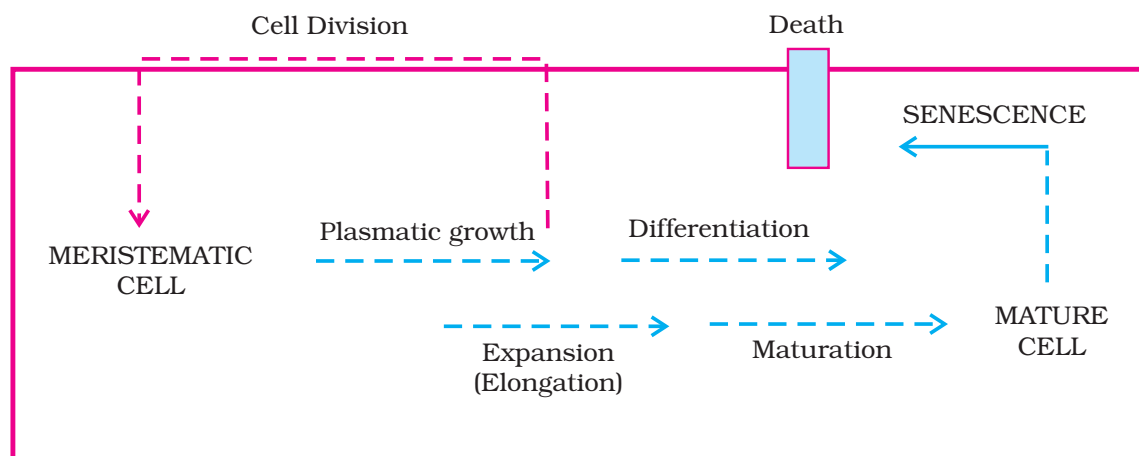 Cell Division
Death
SENESCENCE
Plasmatic growth
Differentiation
MERISTEMATIC
CELL
Expansion
(Elongation)
Maturation
MATURE
CELL